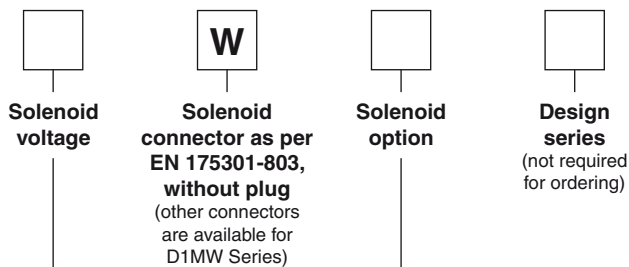 W
Solenoid
voltage
Solenoid
connector as per
EN 175301-803,
without plug
(other connectors
are available for
D1MW Series)
Solenoid
option
Design
series
(not required
for ordering)